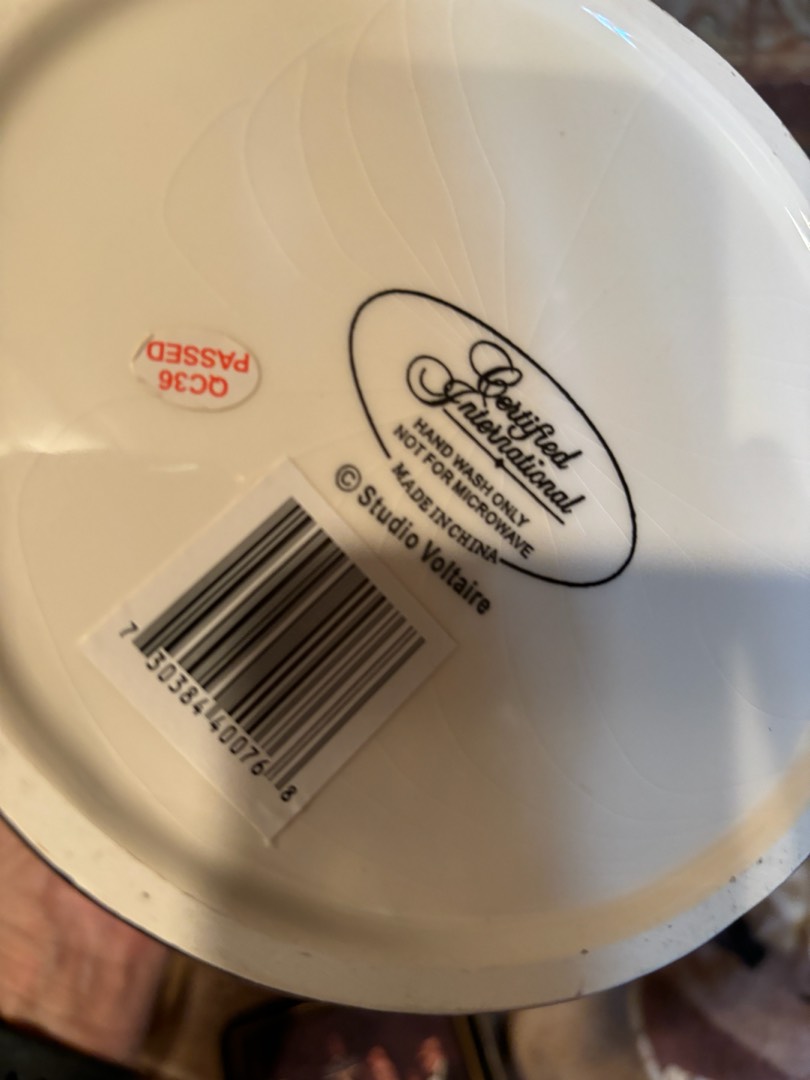 Certified
International
HAND WASH ONLY
NOT FOR MICROWAVE
MADE IN CHINA
© Studio Voltaire
QC36
PASSED
7 30384 40076 8